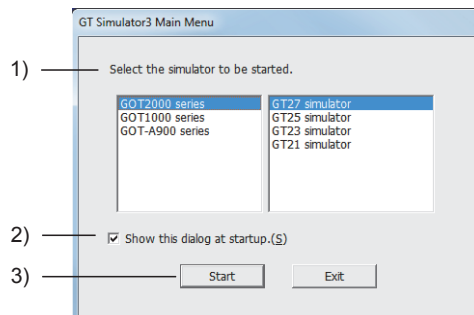 GT Simulator3 Main Menu
1)
Select the simulator to be started.
GOT2000 series
GOT1000 series
GOT-A900 series
GT27 simulator
GT25 simulator
GT23 simulator
GT21 simulator
2)
Show this dialog at startup.(S)
3)
Start
Exit